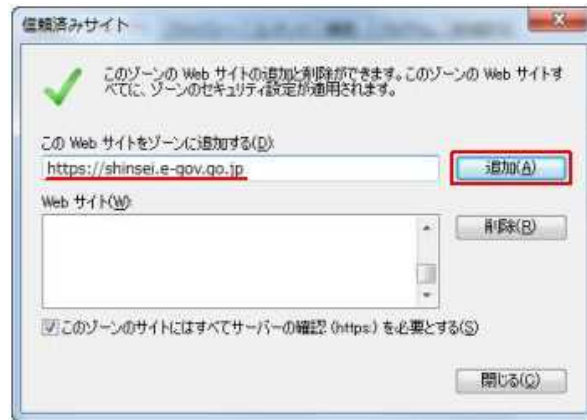 信頼済みサイト
このゾーンの Web サイトの追加と削除ができます。このゾーンの Web サイトす
べてに、ゾーンのセキュリティ設定が適用されます。
この Web サイトをゾーンに追加する(D):
https://shinsei.e-gov.go.jp
追加(A)
Web サイト(W):
削除(R)
このゾーンのサイトにはすべてサーバーの確認 (https:) を必要とする(S)
閉じる(C)